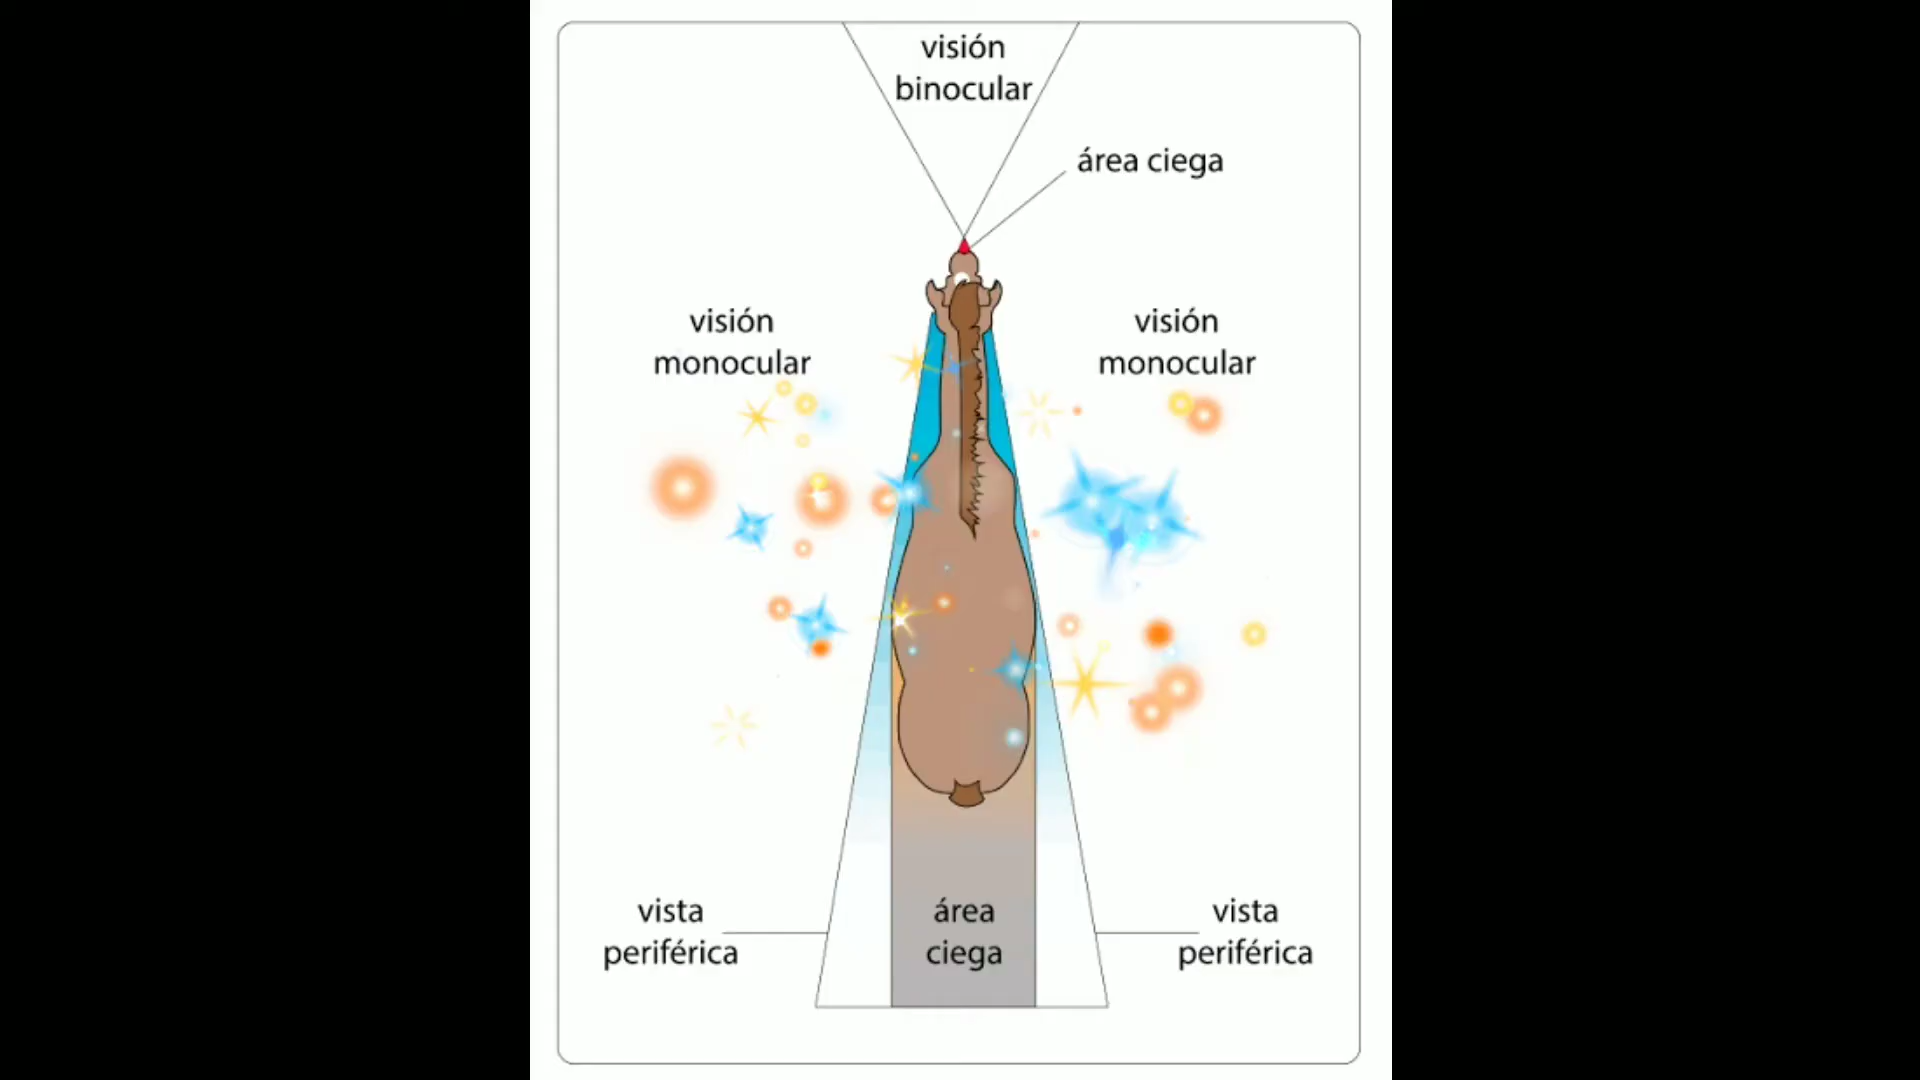 visión
binocular
área ciega
visión
monocular
visión
monocular
vista
periférica
área
ciega
vista
periférica